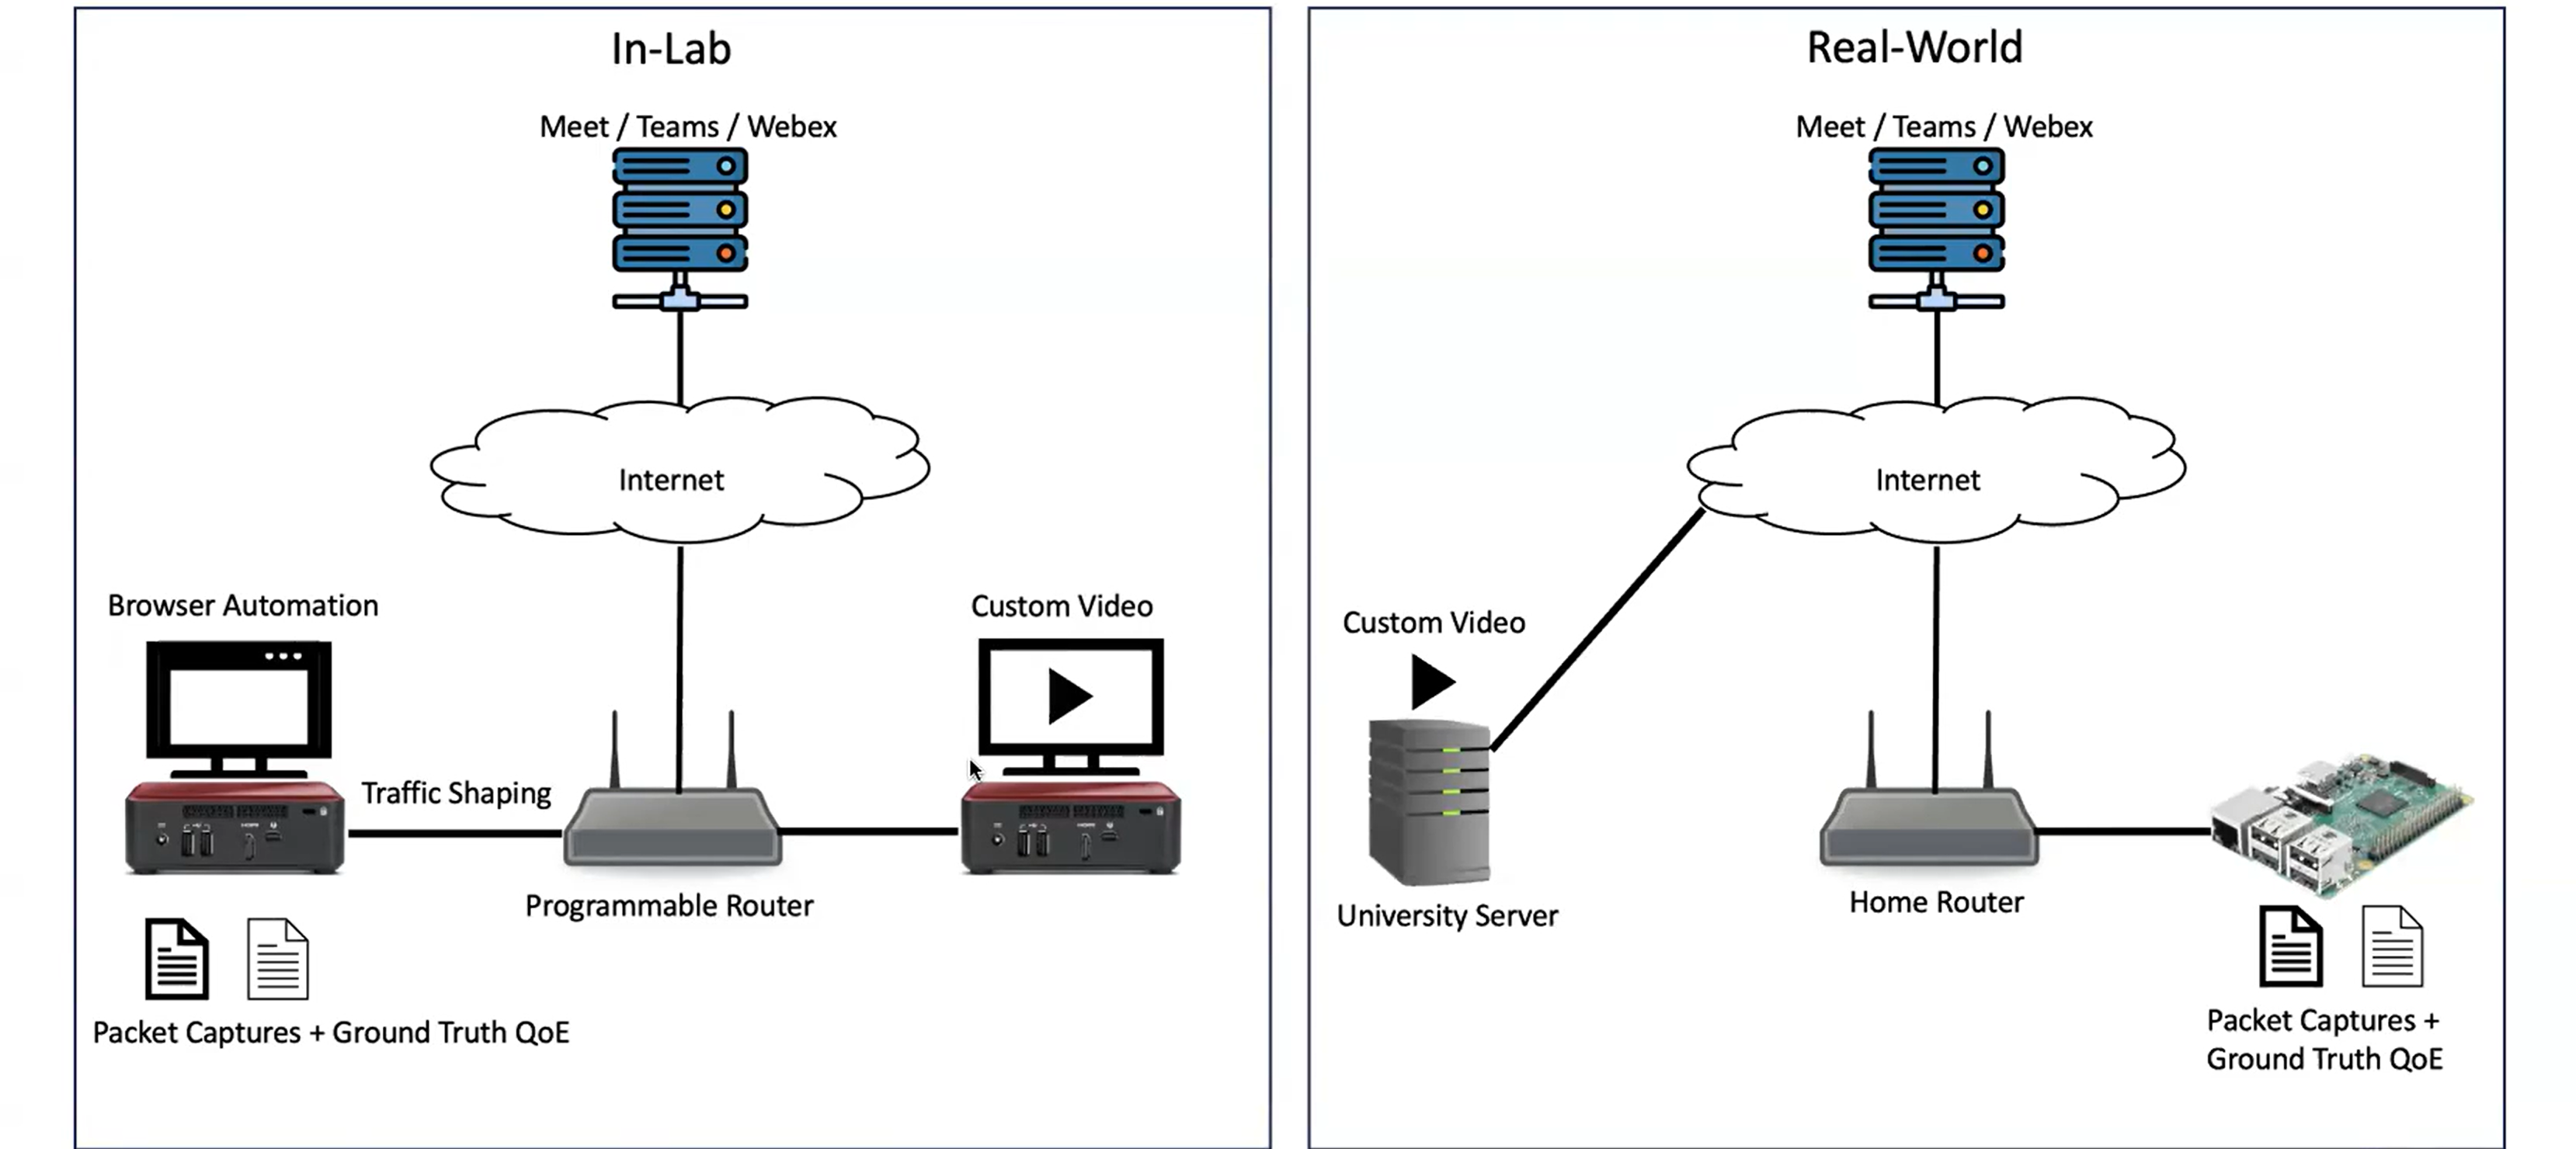 In-Lab
Meet / Teams / Webex
Internet
Browser Automation
Custom Video
Traffic Shaping
Programmable Router
Packet Captures + Ground Truth QoE
Real-World
Meet / Teams / Webex
Internet
Custom Video
University Server
Home Router
Packet Captures +
Ground Truth QoE